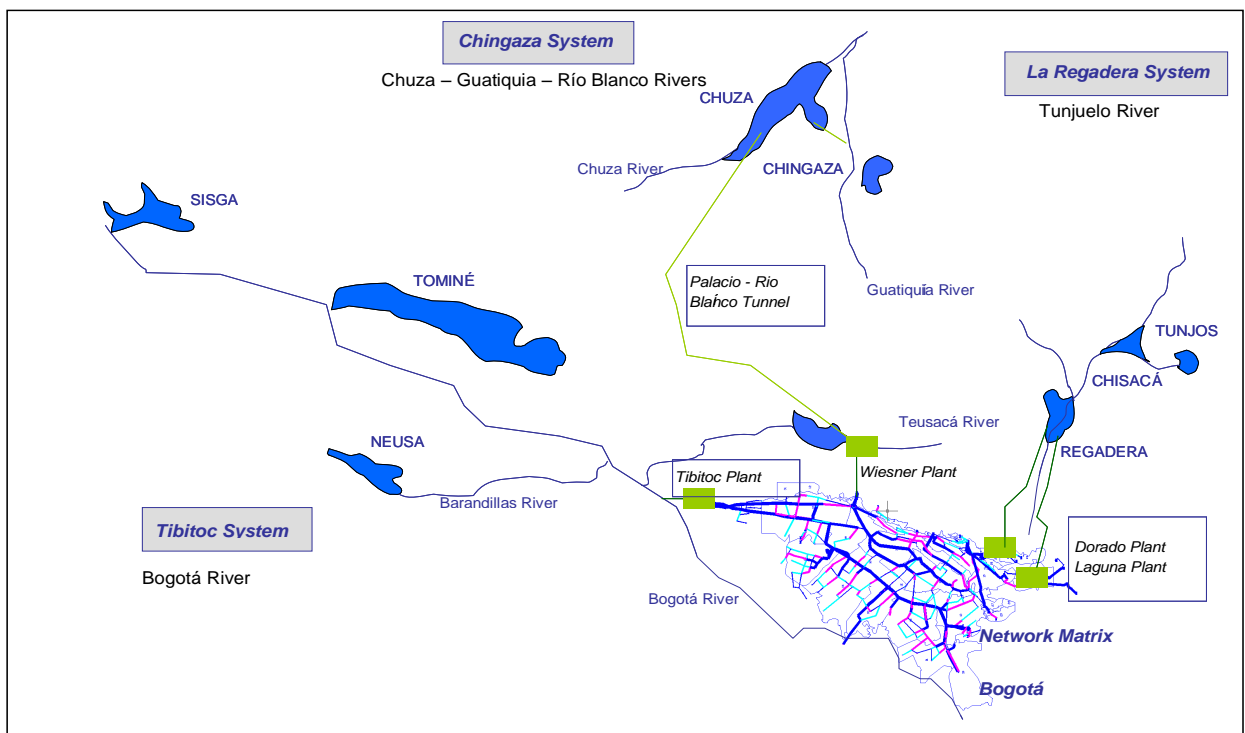 Chingaza System
Chuza – Guatiquia – Río Blanco Rivers
La Regadera System
Tunjuelo River
CHUZA
Chuza River
CHINGAZA
SISGA
TOMINÉ
Palacio - Rio
Blanco Tunnel
Guatiquía River
TUNJOS
CHISACÁ
REGADERA
NEUSA
Teusacá River
Tibitoc Plant
Wiesner Plant
Barandillas River
Tibitoc System
Bogotá River
Dorado Plant
Laguna Plant
Bogotá River
Network Matrix
Bogotá